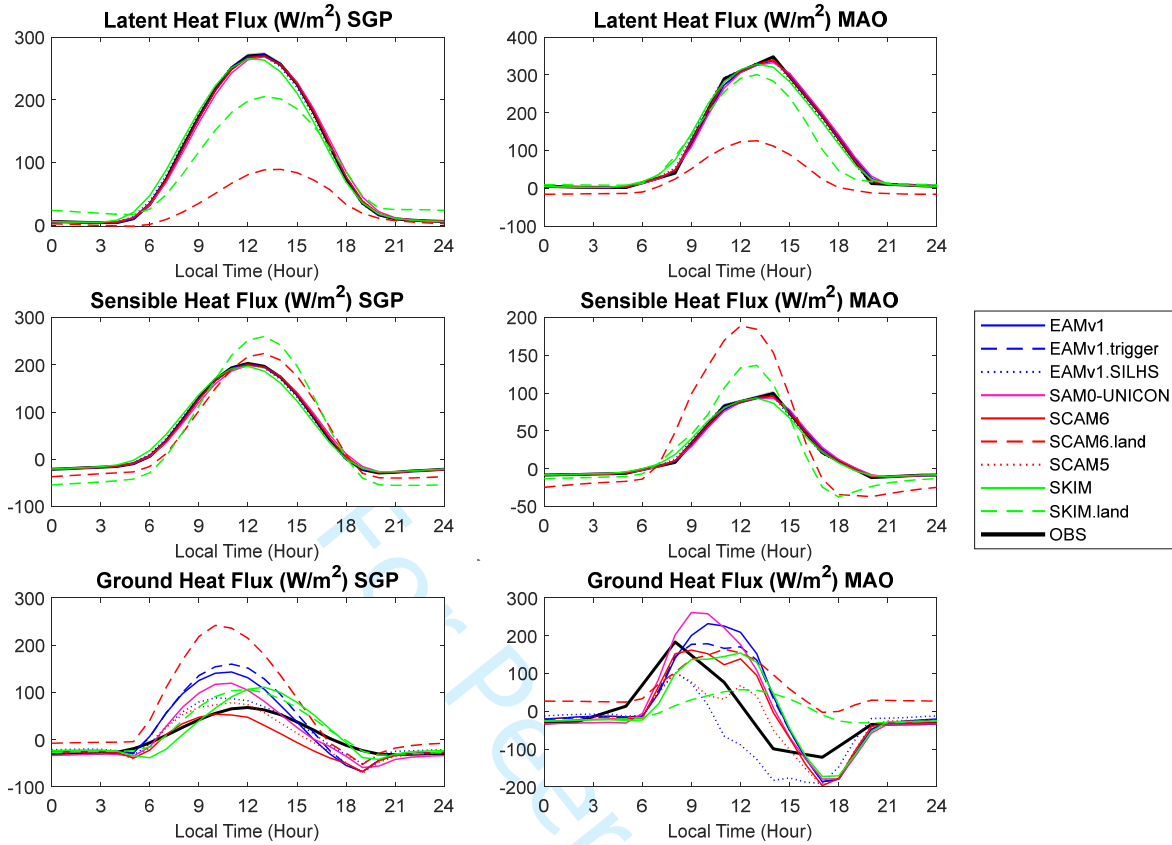 Latent Heat Flux (W/m2) SGP
300
200
100
0
0 3 6 9 12 15 18 21 24
Local Time (Hour)
Latent Heat Flux (W/m2) MAO
400
300
200
100
0
-100
0 3 6 9 12 15 18 21 24
Local Time (Hour)
Sensible Heat Flux (W/m2) SGP
300
200
100
0
-100
0 3 6 9 12 15 18 21 24
Local Time (Hour)
Sensible Heat Flux (W/m2) MAO
200
150
100
50
0
-50
0 3 6 9 12 15 18 21 24
Local Time (Hour)
EAMv1
EAMv1.trigger
EAMv1.SILHS
SAM0-UNICON
SCAM6
SCAM6.land
SCAM5
SKIM
SKIM.land
OBS
Ground Heat Flux (W/m2) SGP
300
200
100
0
-100
0 3 6 9 12 15 18 21 24
Local Time (Hour)
Ground Heat Flux (W/m2) MAO
300
200
100
0
-100
-200
0 3 6 9 12 15 18 21 24
Local Time (Hour)
For Peer